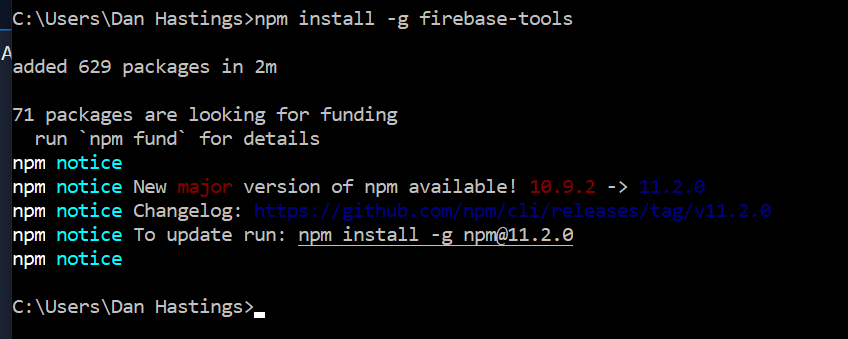 C:\Users\Dan Hastings>npm install -g firebase-tools
A
added 629 packages in 2m
71 packages are looking for funding
  run `npm fund` for details
npm notice
npm notice New major version of npm available! 10.9.2 -> 11.2.0
npm notice Changelog: https://github.com/npm/cli/releases/tag/v11.2.0
npm notice To update run: npm install -g npm@11.2.0
npm notice
C:\Users\Dan Hastings>